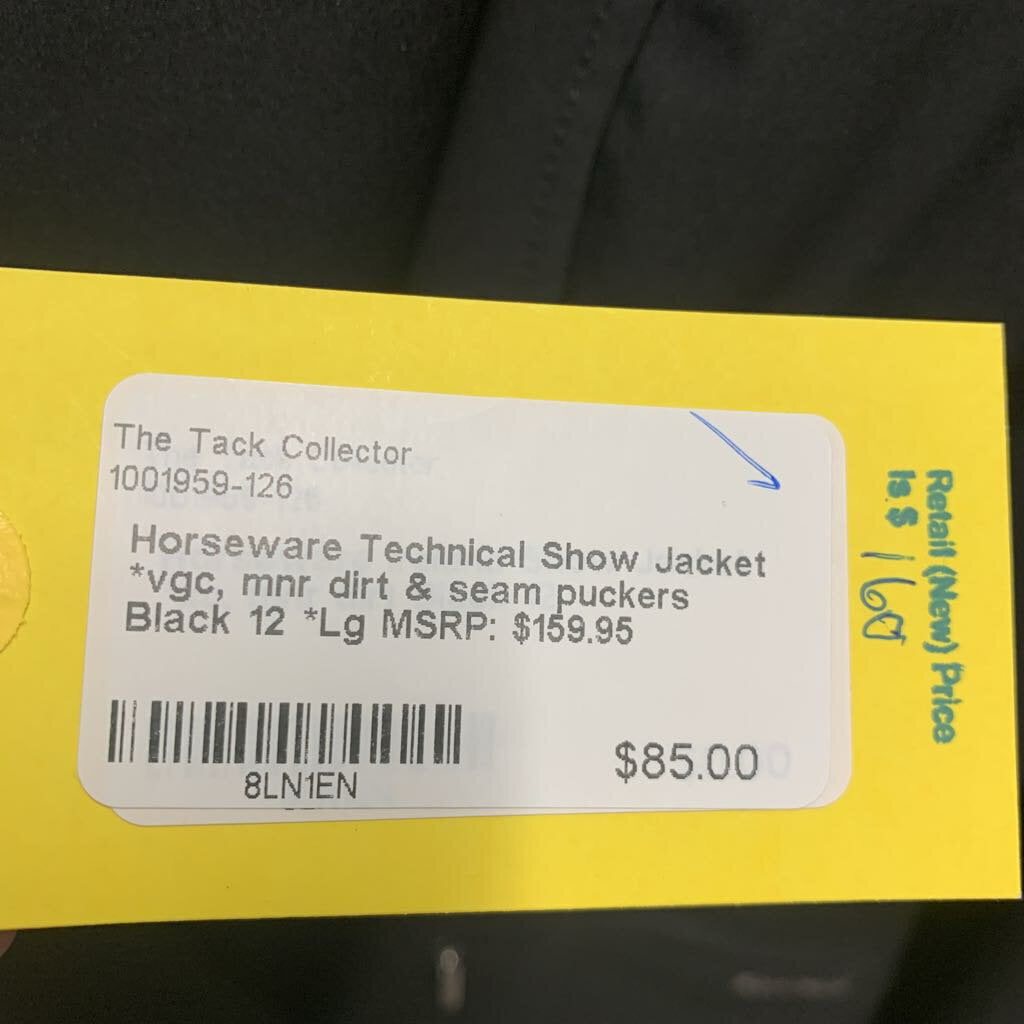 The Tack Collector
1001959-126
Horseware Technical Show Jacket
*vgc, mnr dirt & seam puckers
Black 12 *Lg MSRP: $159.95
8LN1EN
$85.00
Retail (New) Price
Is $ 160